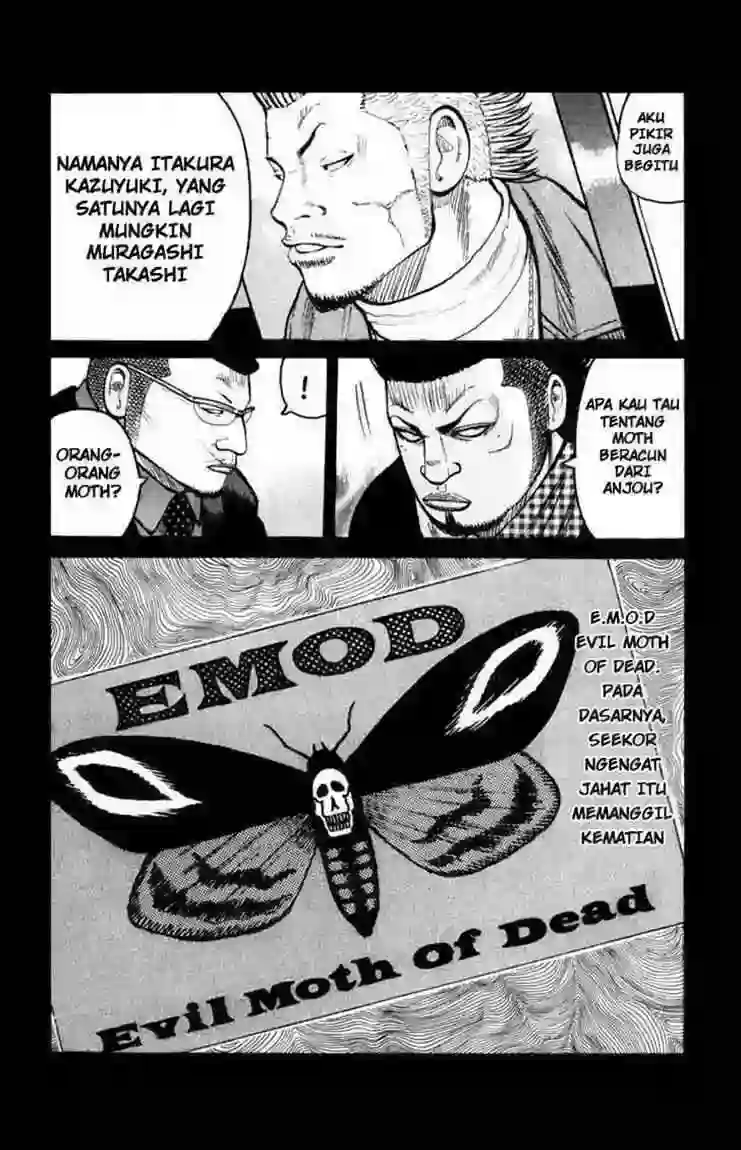 AKU
PIKIR
JUGA
BEGITU
NAMANYA ITAKURA
KAZUYUKI, YANG
SATUNYA LAGI
MUNGKIN
MURAGASHI
TAKASHI
APA KAU TAU
TENTANG
MOTH
BERACUN
DARI
ANJOU?
!
ORANG-
ORANG
MOTH?
EMOD
E.M.O.D
EVIL MOTH
OF DEAD.
PADA
DASARNYA,
SEEKOR
NGENGAT
JAHAT ITU
MEMANGGIL
KEMATIAN
Evil Moth Of Dead